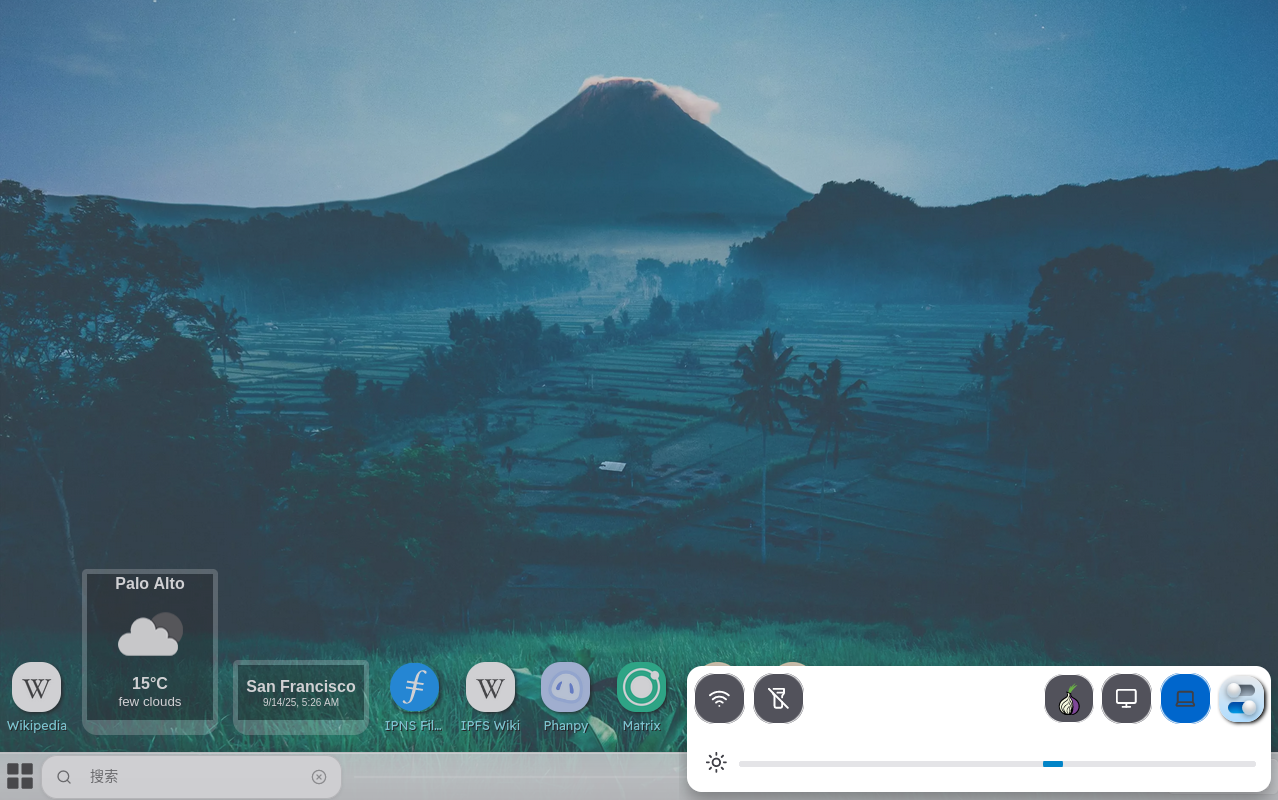 Palo Alto
15°C
few clouds
San Francisco
9/14/25, 5:26 AM
Wikipedia
IPNS Fil...
IPFS Wiki
Phanpy
Matrix
搜索